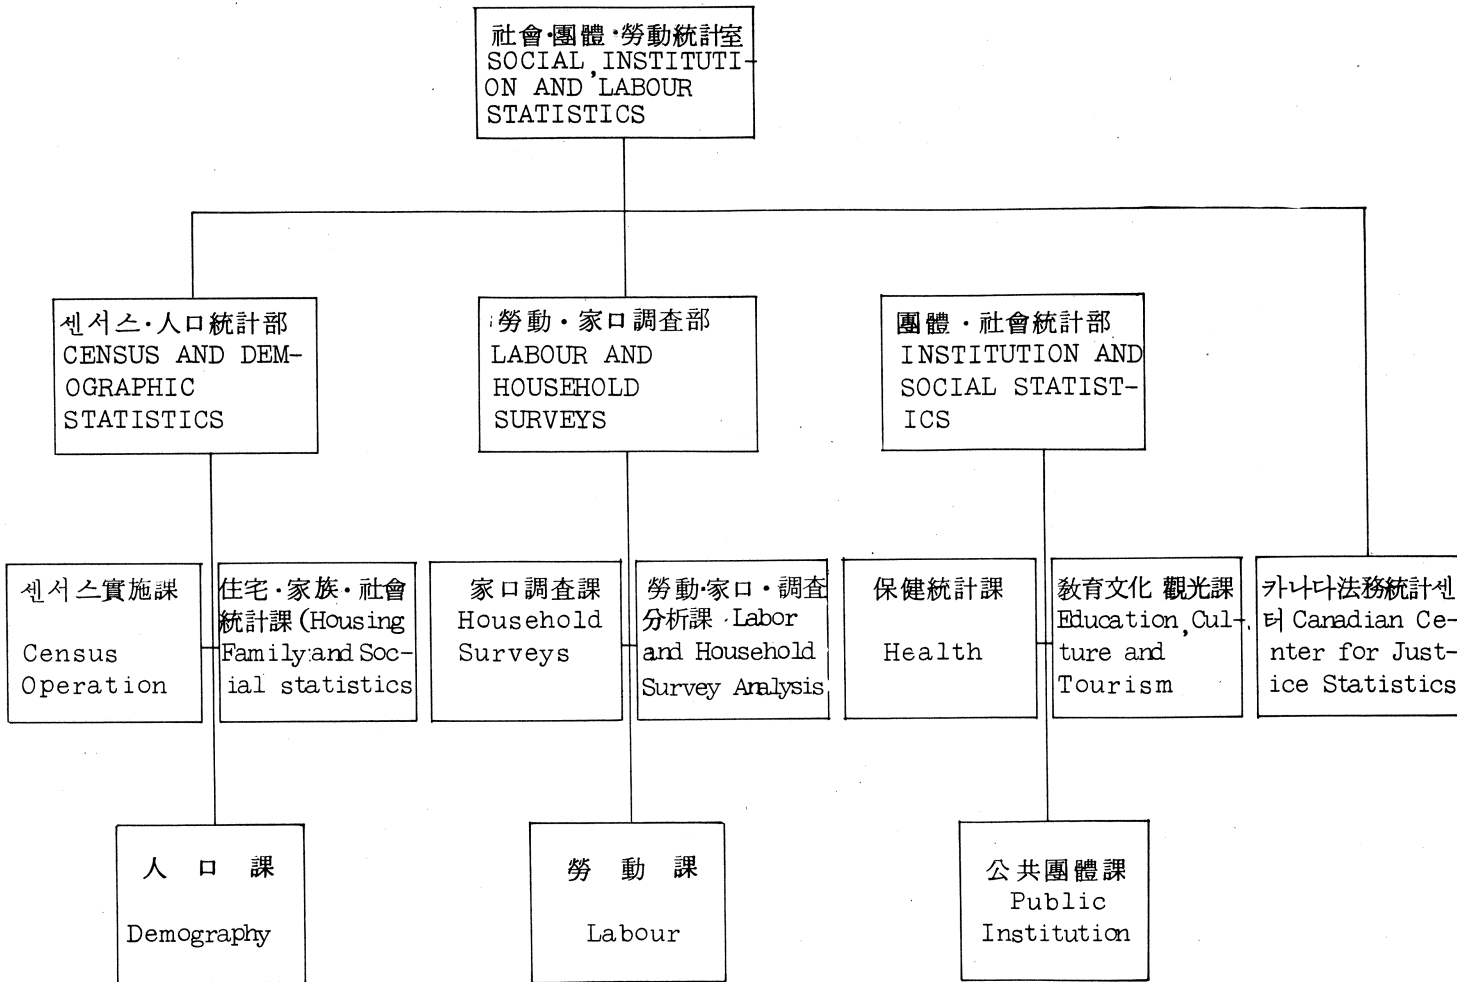 社會·團體·勞動統計室
SOCIAL, INSTITUTI-
ON AND LABOUR
STATISTICS
센서스·人口統計部
CENSUS AND DEM-
OGRAPHIC
STATISTICS
勞動·家口調査部
LABOUR AND
HOUSEHOLD
SURVEYS
團體·社會統計部
INSTITUTION AND
SOCIAL STATIST-
ICS
센서스實施課
Census
Operation
住宅·家族·社會
統計課(Housing
Family and Soc-
ial statistics
家口調査課
Household
Surveys
勞動·家口·調査
分析課·Labor
and Household
Survey Analysis
保健統計課
Health
敎育文化 觀光課
Education, Cul-
ture and
Tourism
카나다法務統計센
터 Canadian Ce-
nter for Just-
ice Statistics
人口課
Demography
勞動課
Labour
公共團體課
Public
Institution